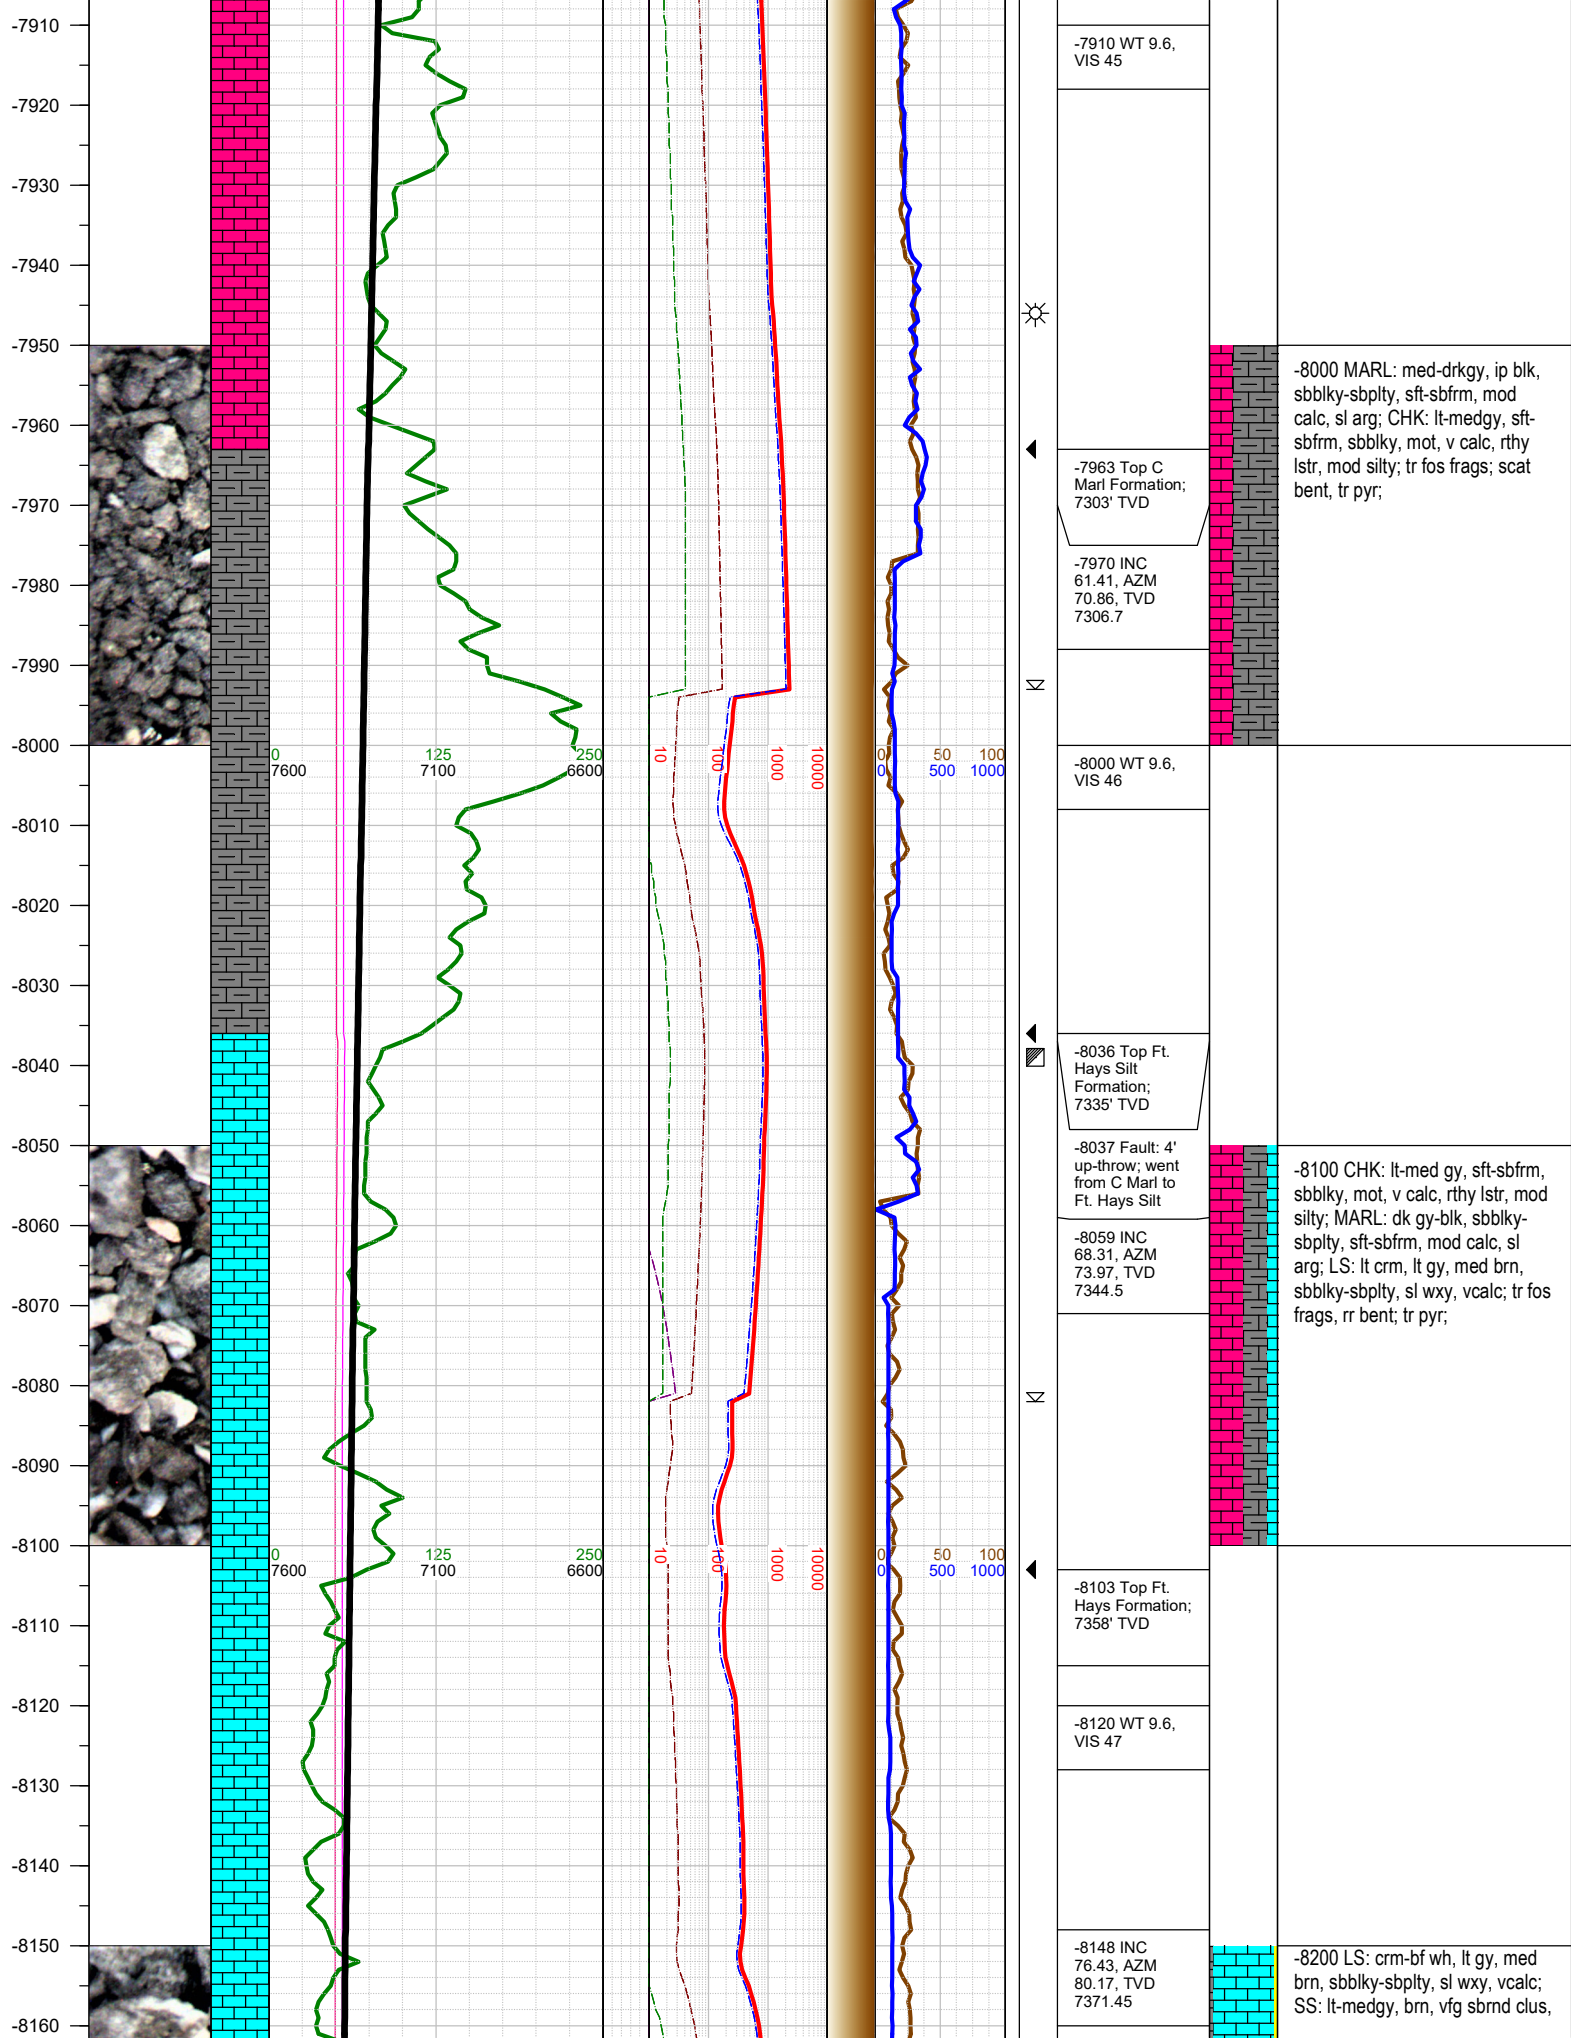 -7910
-7910 WT 9.6,
VIS 45
-7920
-7930
-7940
-7950
-8000 MARL: med-drkgy, ip blk,
sbblky-sbplty, sft-sbfrm, mod
calc, sl arg; CHK: lt-medgy, sft-
sbfrm, sbblky, mot, v calc, rthy
lstr, mod silty; tr fos frags; scat
bent, tr pyr;
-7960
-7963 Top C
Marl Formation;
7303' TVD
-7970
-7970 INC
61.41, AZM
70.86, TVD
7306.7
-7980
-7990
-8000
0 125 250
7600 7100 6600
10 100 1000 10000
0 50 100
0 500 1000
-8000 WT 9.6,
VIS 46
-8010
-8020
-8030
-8040
-8036 Top Ft.
Hays Silt
Formation;
7335' TVD
-8050
-8037 Fault: 4'
up-throw; went
from C Marl to
Ft. Hays Silt
-8100 CHK: lt-med gy, sft-sbfrm,
sbblky, mot, v calc, rthy lstr, mod
silty; MARL: dk gy-blk, sbblky-
sbplty, sft-sbfrm, mod calc, sl
arg; LS: lt crm, lt gy, med brn,
sbblky-sbplty, sl wxy, vcalc; tr fos
frags, rr bent; tr pyr;
-8060
-8059 INC
68.31, AZM
73.97, TVD
7344.5
-8070
-8080
-8090
-8100
0 125 250
7600 7100 6600
10 100 1000 10000
0 50 100
0 500 1000
-8103 Top Ft.
Hays Formation;
7358' TVD
-8110
-8120
-8120 WT 9.6,
VIS 47
-8130
-8140
-8150
-8148 INC
76.43, AZM
80.17, TVD
7371.45
-8200 LS: crm-bf wh, lt gy, med
brn, sbblky-sbplty, sl wxy, vcalc;
SS: lt-medgy, brn, vfg sbrnd clus,
-8160